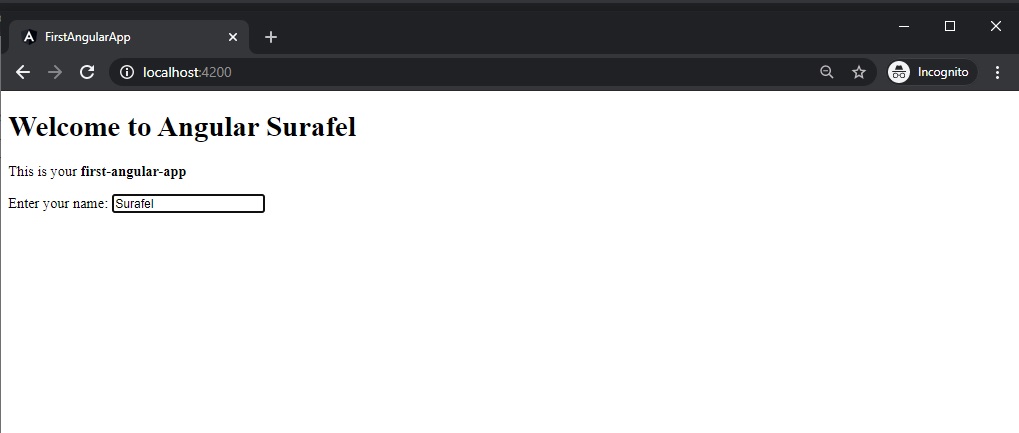 FirstAngularApp
localhost:4200
Incognito
Welcome to Angular Surafel
This is your first-angular-app
Enter your name: Surafel